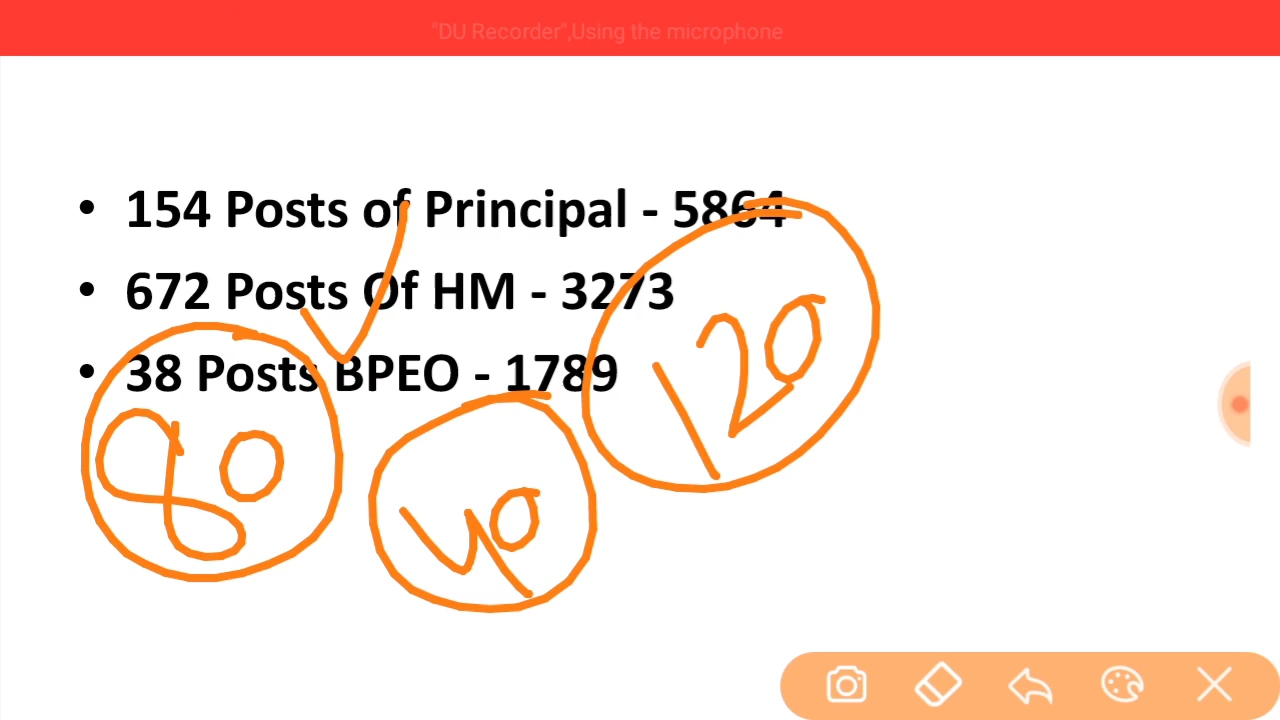 "DU Recorder",Using the microphone
• 154 Posts of Principal - 5864
• 672 Posts Of HM - 3273
• 38 Posts BPEO - 1789
120
80
40